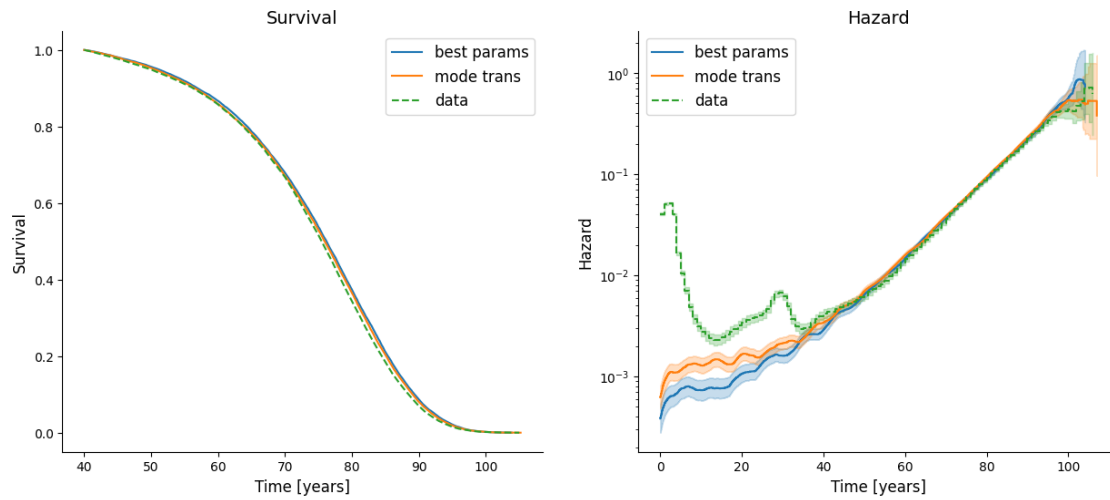 Survival
best params
mode trans
data
1.0
0.8
0.6
0.4
0.2
0.0
Survival
40
50
60
70
80
90
100
Time [years]
Hazard
best params
mode trans
data
10⁰
10⁻¹
10⁻²
10⁻³
Hazard
0
20
40
60
80
100
Time [years]